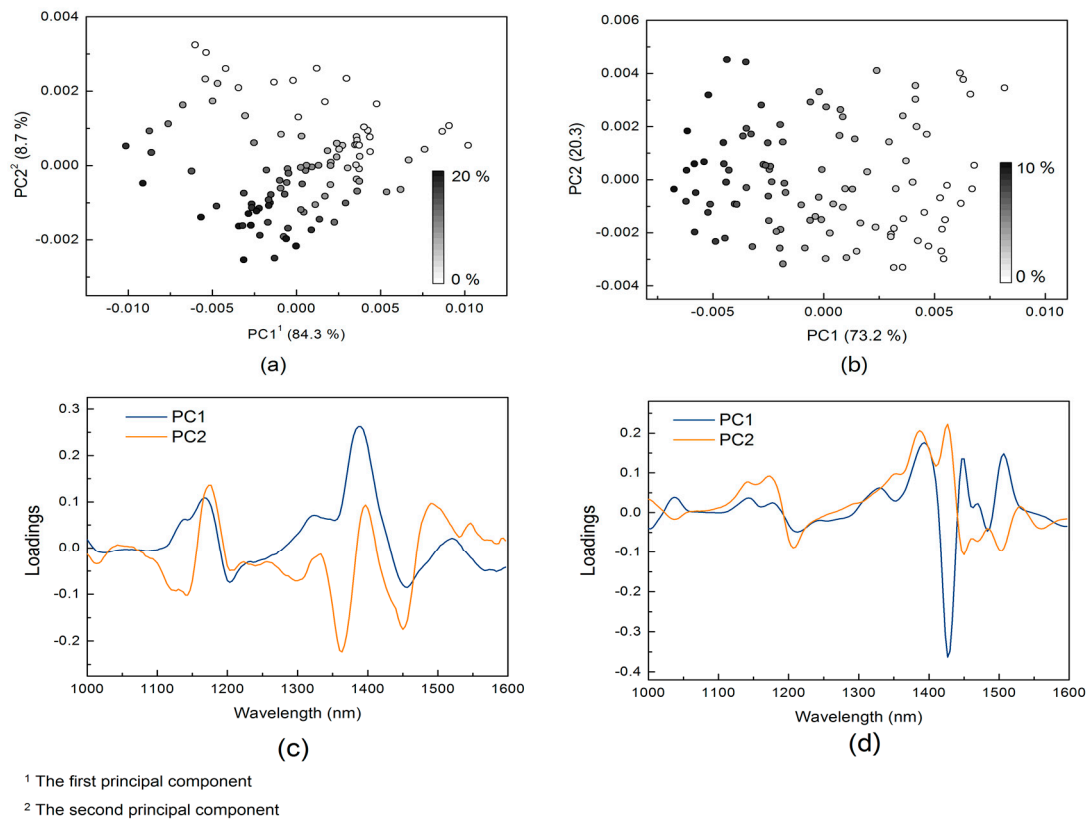 0.004
0.002
0.000
-0.002
PC2² (8.7 %)
20 %
0 %
-0.010
-0.005
0.000
0.005
0.010
PC1¹ (84.3 %)
(a)
0.006
0.004
0.002
0.000
-0.002
-0.004
PC2 (20.3)
10 %
0 %
-0.005
0.000
0.005
0.010
PC1 (73.2 %)
(b)
0.3
0.2
0.1
0.0
-0.1
-0.2
Loadings
PC1
PC2
1000
1100
1200
1300
1400
1500
1600
Wavelength (nm)
(c)
0.2
0.1
0.0
-0.1
-0.2
-0.3
-0.4
Loadings
PC1
PC2
1000
1100
1200
1300
1400
1500
1600
Wavelength (nm)
(d)
¹ The first principal component
² The second principal component